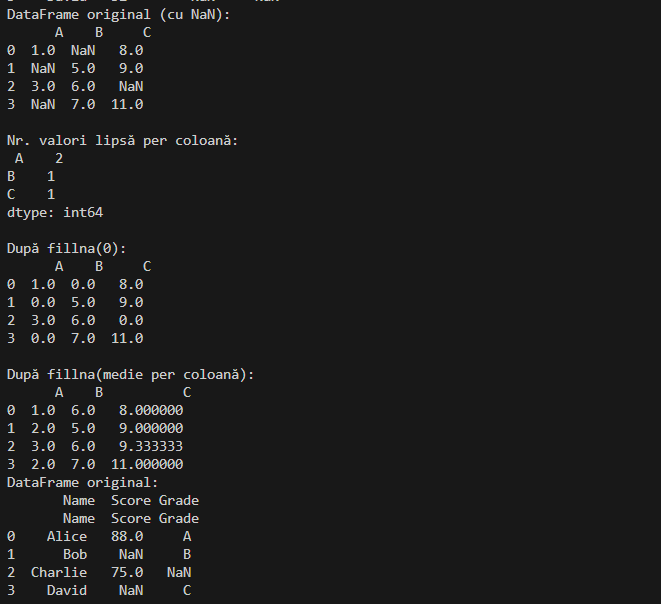 DataFrame original (cu NaN):
A B C
0 1.0 NaN 8.0
1 NaN 5.0 9.0
2 3.0 6.0 NaN
3 NaN 7.0 11.0
Nr. valori lipsă per coloană:
A 2
B 1
C 1
dtype: int64
După fillna(0):
A B C
0 1.0 0.0 8.0
1 0.0 5.0 9.0
2 3.0 6.0 0.0
3 0.0 7.0 11.0
După fillna(medie per coloană):
A B C
0 1.0 6.0 8.000000
1 2.0 5.0 9.000000
2 3.0 6.0 9.333333
3 2.0 7.0 11.000000
DataFrame original:
Name Score Grade
Name Score Grade
0 Alice 88.0 A
1 Bob NaN B
2 Charlie 75.0 NaN
3 David NaN C